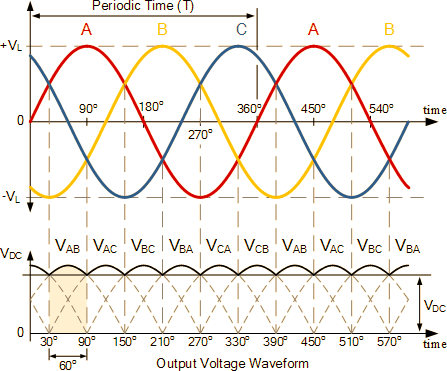 Periodic Time (T)
+VL A B C A B
90° 180° 360° 450° 540° time
0
270°
-VL
VDC VAB VAC VBC VBA VCA VCB VAB VAC VBC VBA
VDC
0
30° 90° 150° 210° 270° 330° 390° 450° 510° 570° time
60°
Output Voltage Waveform